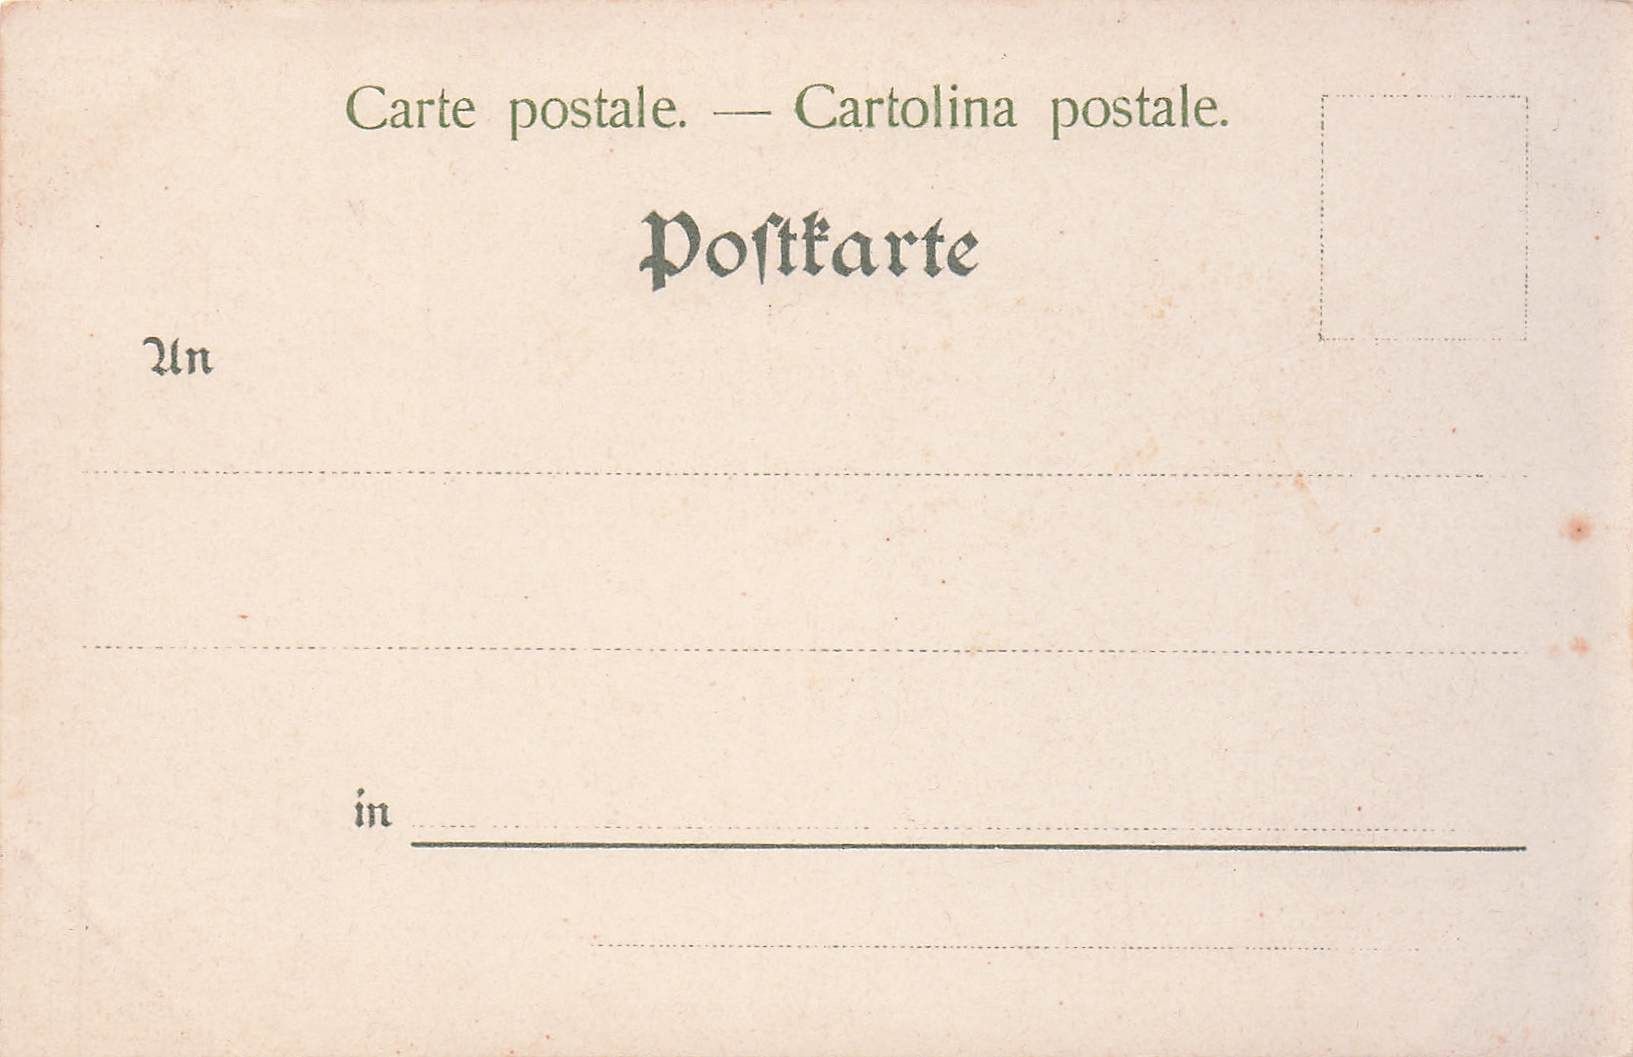 Carte postale. — Cartolina postale.
Poſtkarte
An
in